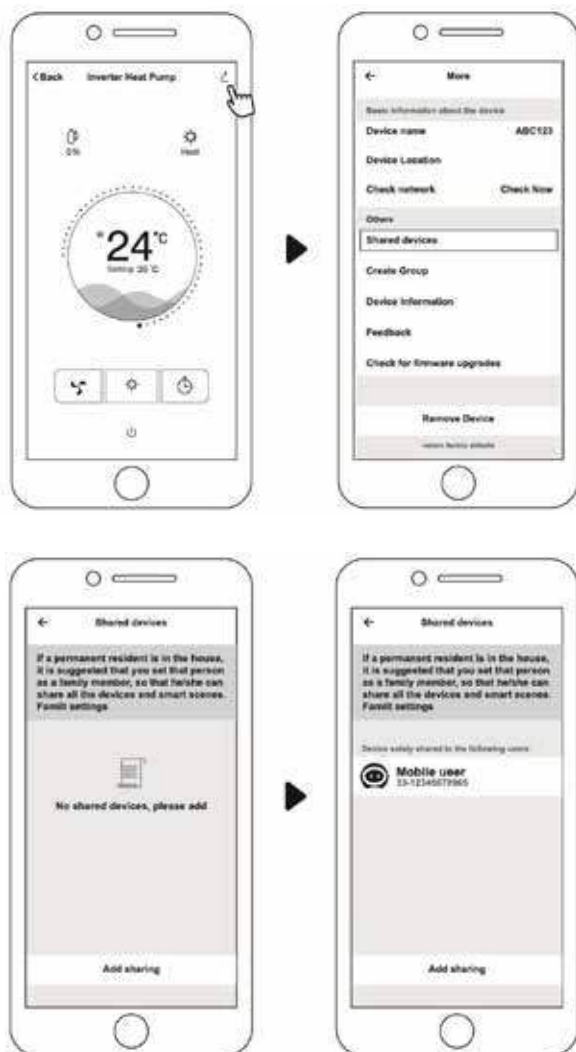 Back Inverter Heat Pump
0%
Heat
24°C
Setting 25 °C
More
Basic information about the device
Device name ABC123
Device Location
Check network Check Now
Others
Shared devices
Create Group
Device Information
Feedback
Check for firmware upgrades
Remove Device
Shared devices
If a permanent resident is in the house,
it is suggested that you set that person
as a family member, so that he/she can
share all the devices and smart scenes.
Famili settings
No shared devices, please add
Add sharing
Shared devices
If a permanent resident is in the house,
it is suggested that you set that person
as a family member, so that he/she can
share all the devices and smart scenes.
Famili settings
Device solely shared to the following users
Mobile user
Add sharing